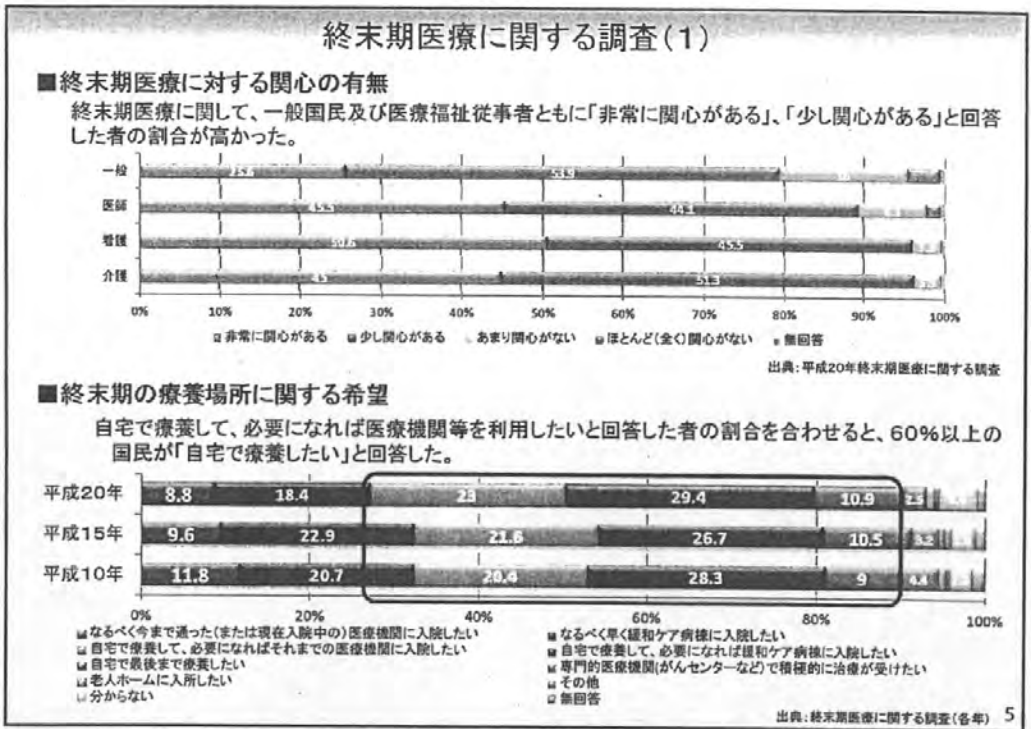 終末期医療に関する調査(1)
■終末期医療に対する関心の有無
終末期医療に関して、一般国民及び医療福祉従事者ともに「非常に関心がある」、「少し関心がある」と回答
した者の割合が高かった。
一般 25.6 53.9
医師 45.5 44.1
看護 50.6 45.5
介護 45 51.3
0% 10% 20% 30% 40% 50% 60% 70% 80% 90% 100%
非常に関心がある 少し関心がある あまり関心がない ほとんど(全く)関心がない 無回答
出典:平成20年終末期医療に関する調査
■終末期の療養場所に関する希望
自宅で療養して、必要になれば医療機関等を利用したいと回答した者の割合を合わせると、60%以上の
国民が「自宅で療養したい」と回答した。
平成20年 8.8 18.4 23 29.4 10.9 2.5
平成15年 9.6 22.9 21.6 26.7 10.5 3.2
平成10年 11.8 20.7 20.4 28.3 9 4.4
0% 20% 40% 60% 80% 100%
なるべく今まで通った(または現在入院中の)医療機関に入院したい なるべく早く緩和ケア病棟に入院したい
自宅で療養して、必要になればそれまでの医療機関に入院したい 自宅で療養して、必要になれば緩和ケア病棟に入院したい
自宅で最後まで療養したい 専門的医療機関(がんセンターなど)で積極的に治療が受けたい
老人ホームに入所したい その他
分からない 無回答
出典:終末期医療に関する調査(各年) 5